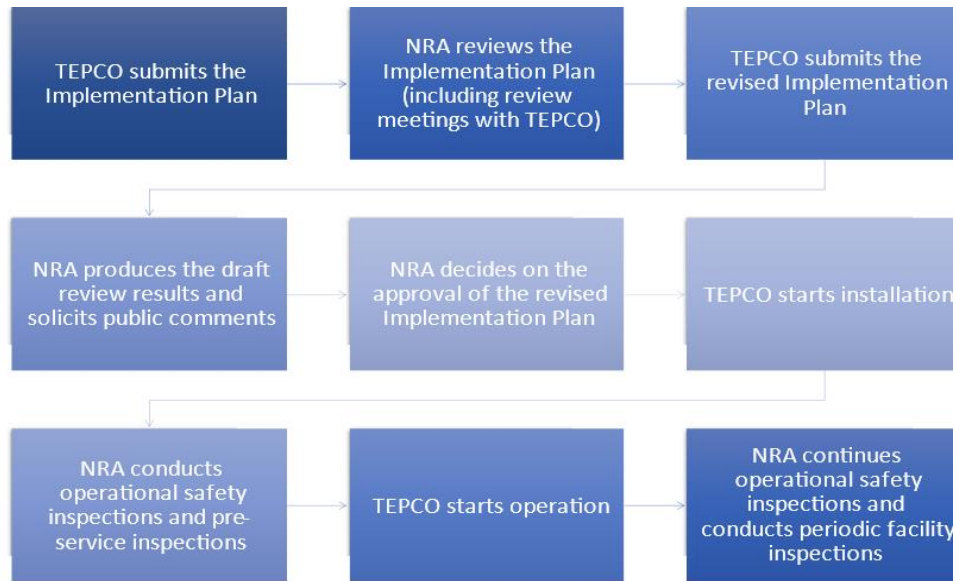 TEPCO submits the
Implementation Plan
NRA reviews the
Implementation Plan
(including review
meetings with TEPCO)
TEPCO submits the
revised Implementation
Plan
NRA produces the draft
review results and
solicits public comments
NRA decides on the
approval of the revised
Implementation Plan
TEPCO starts installation
NRA conducts
operational safety
inspections and pre-
service inspections
TEPCO starts operation
NRA continues
operational safety
inspections and
conducts periodic facility
inspections